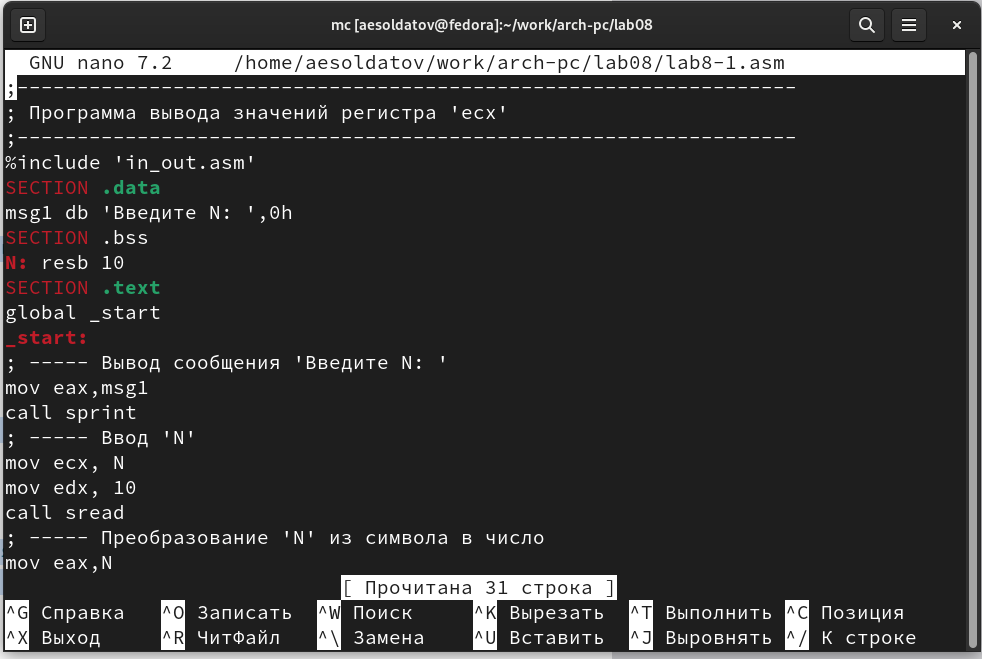 mc [aesoldatov@fedora]:~/work/arch-pc/lab08
GNU nano 7.2 /home/aesoldatov/work/arch-pc/lab08/lab8-1.asm
;-----------------------------------------------------------------
; Программа вывода значений регистра 'ecx'
;-----------------------------------------------------------------
%include 'in_out.asm'
SECTION .data
msg1 db 'Введите N: ',0h
SECTION .bss
N: resb 10
SECTION .text
global _start
_start:
; ----- Вывод сообщения 'Введите N: '
mov eax,msg1
call sprint
; ----- Ввод 'N'
mov ecx, N
mov edx, 10
call sread
; ----- Преобразование 'N' из символа в число
mov eax,N
[ Прочитана 31 строка ]
^G Справка ^O Записать ^W Поиск ^K Вырезать ^T Выполнить ^C Позиция
^X Выход ^R ЧитФайл ^\ Замена ^U Вставить ^J Выровнять ^/ К строке